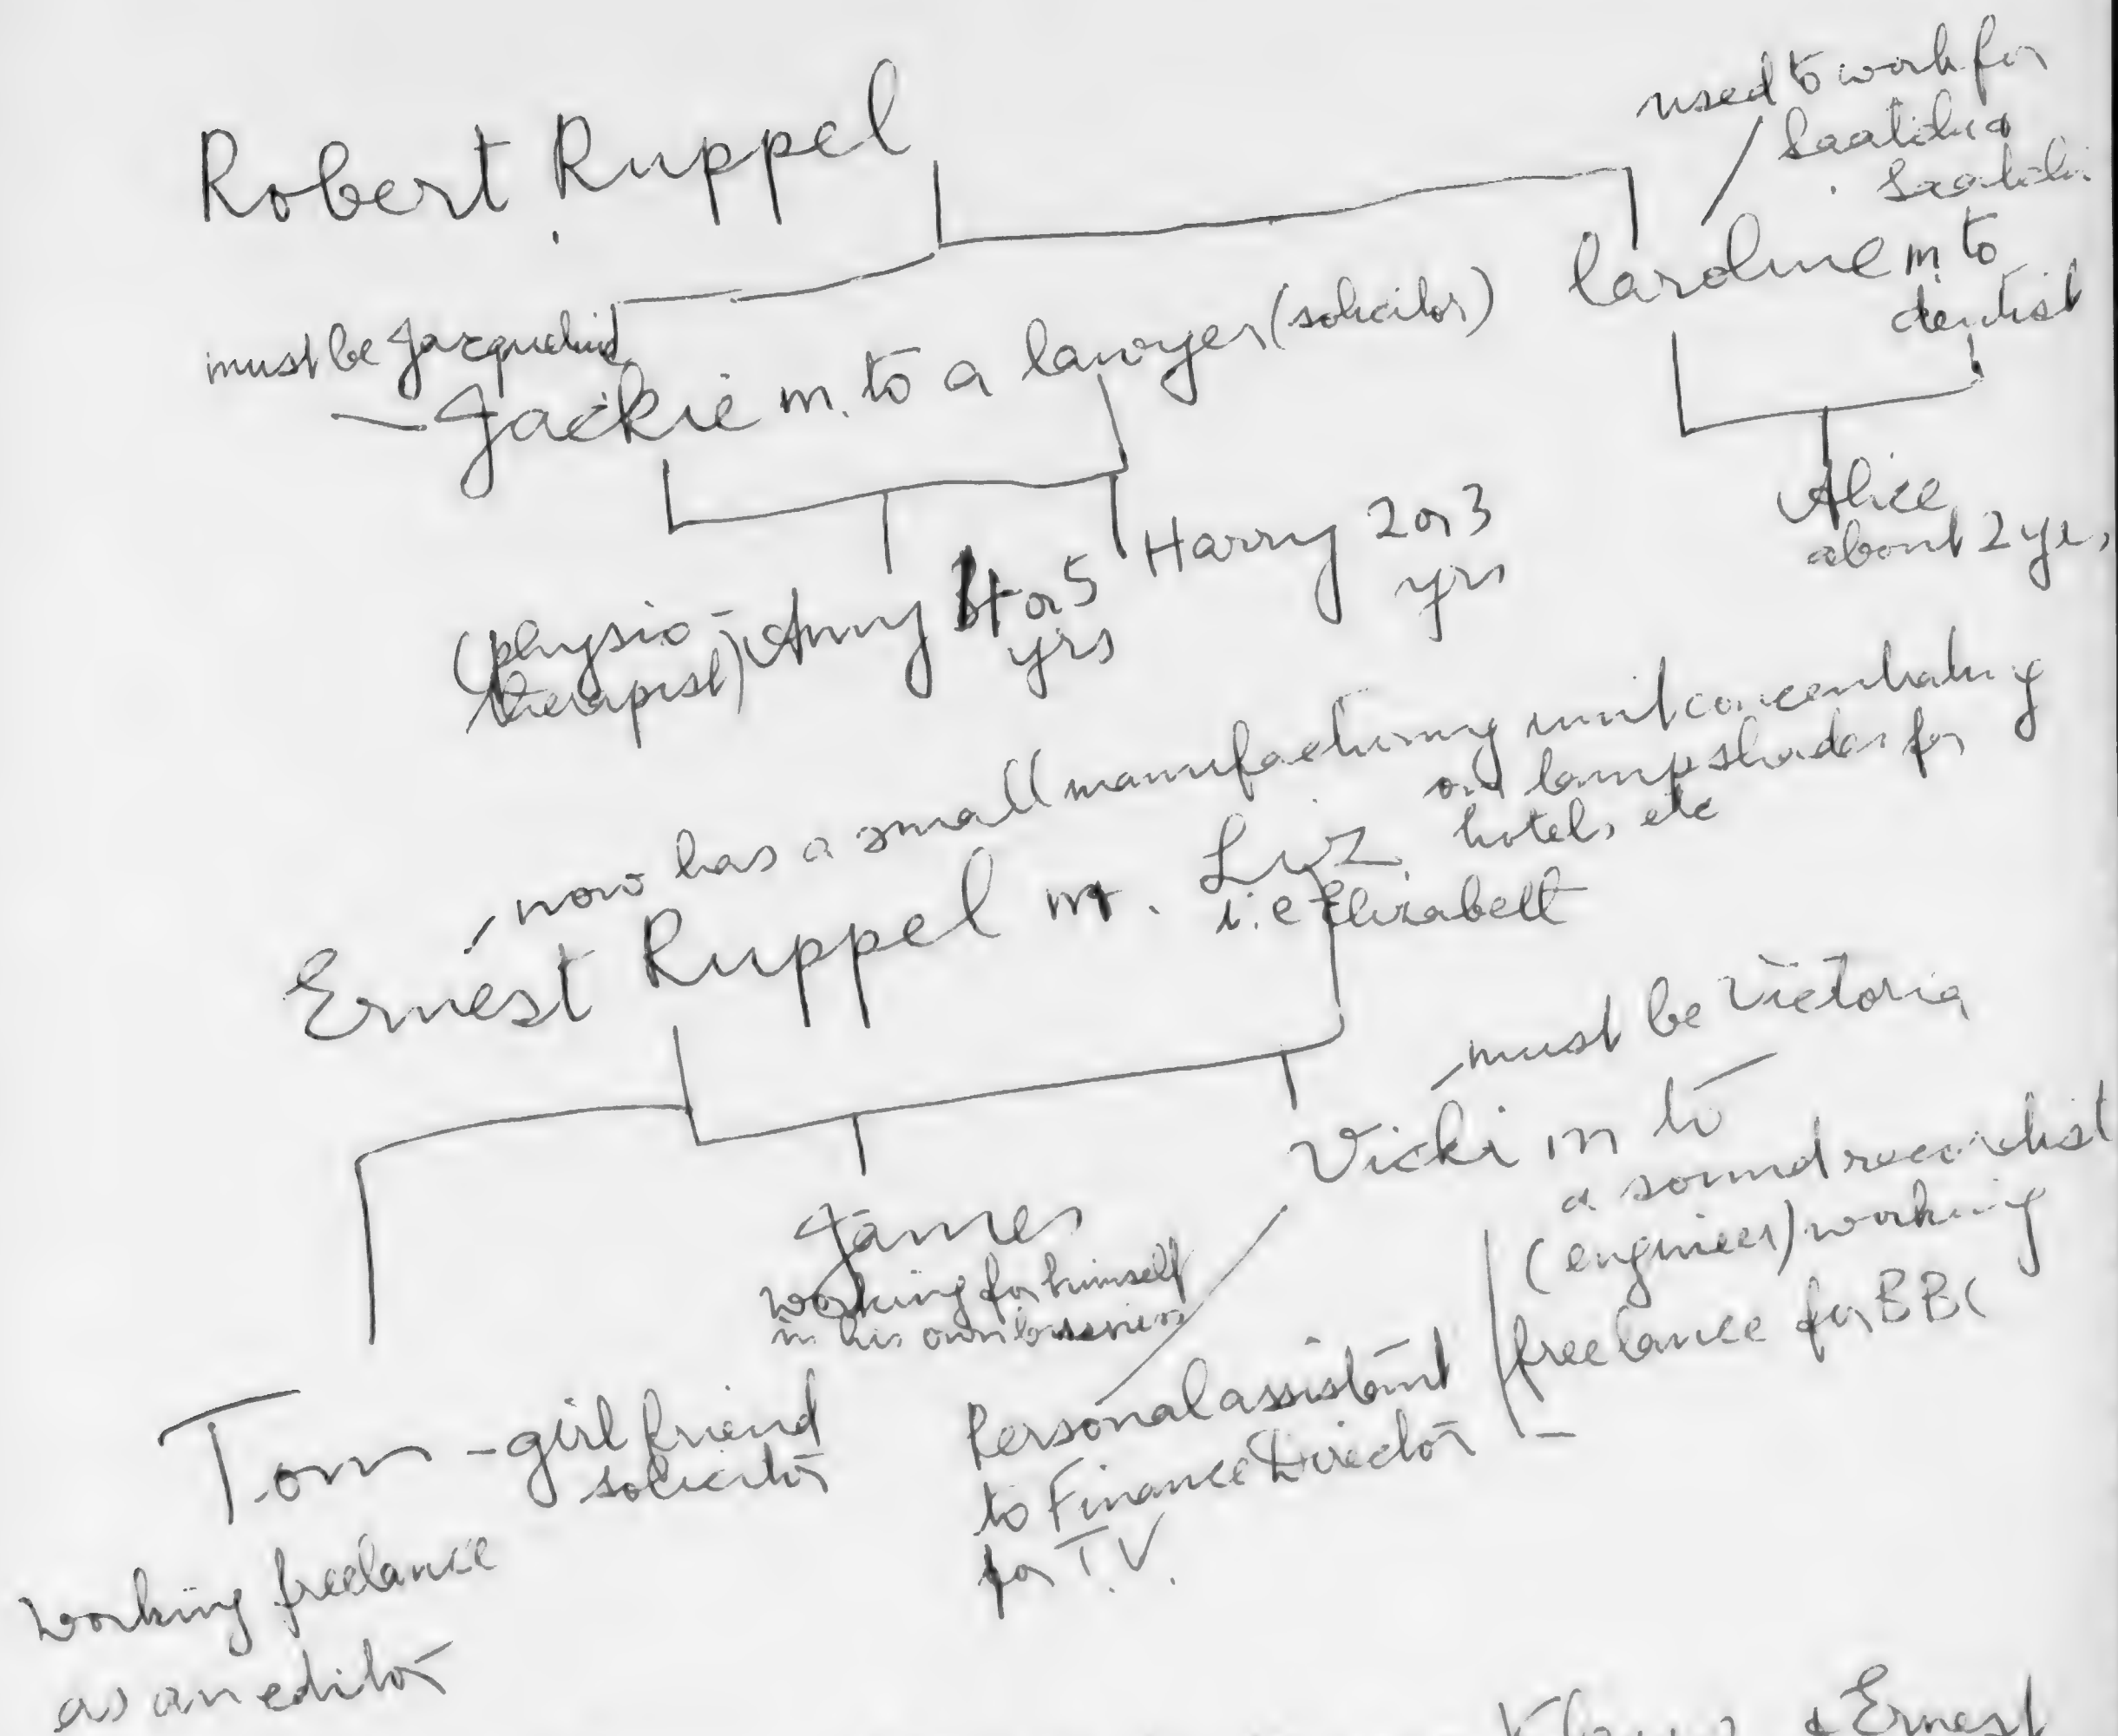 Robert Ruppel
used to work for
Saatchi &
Saatchi
Caroline m. to
dentist
must be Jacqueline
– Jackie m. to a lawyer (solicitor)
Alice
about 2 yrs,
Harry 2 or 3
yrs
(physio-
therapist)
Amy 4 or 5
yrs
– now has a small manufacturing unit concentrating
on lampshades for
hotels, etc
Ernest Ruppel m. Liz
i.e Elizabeth
– must be Victoria
Vicki m to –
a sound recordist
(engineer) working
freelance for BBC
–
James
working for himself
in his own business
Tom – girl friend
solicitor
Personal assistant
to Finance Director
for T.V.
working freelance
as an editor
& Ernest